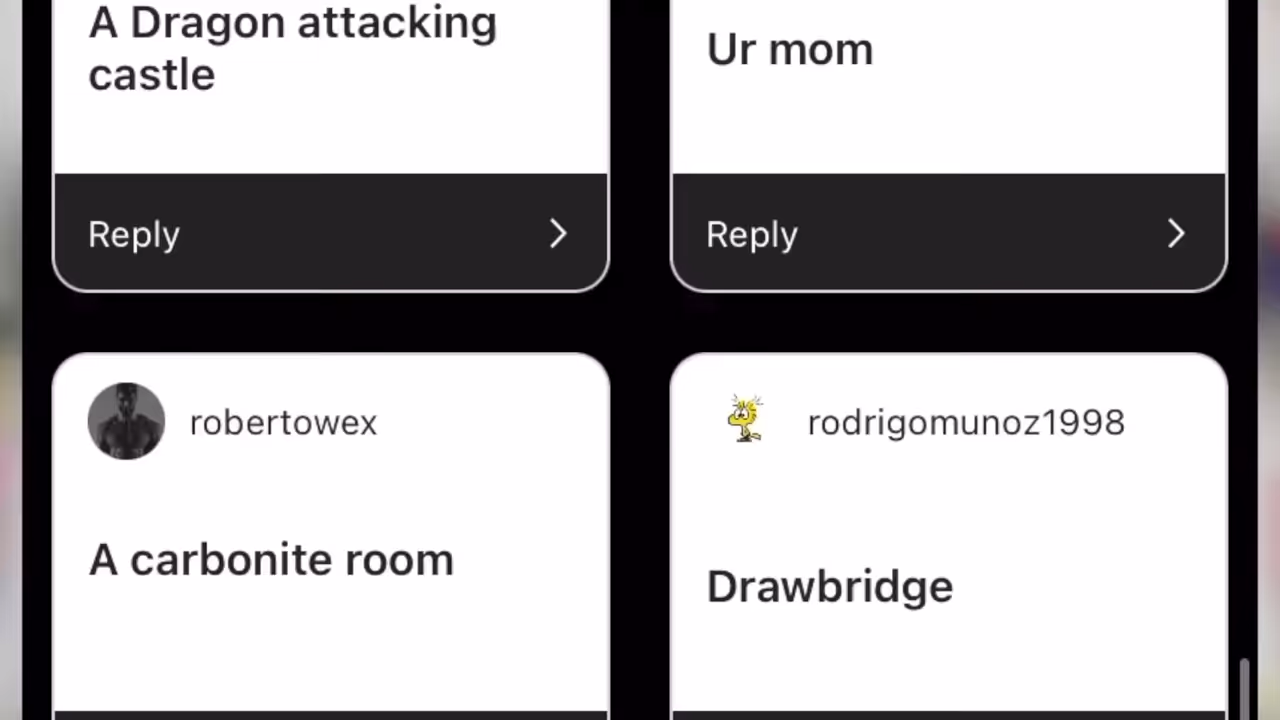 A Dragon attacking
castle
Ur mom
Reply
Reply
robertowex
rodrigomunoz1998
A carbonite room
Drawbridge